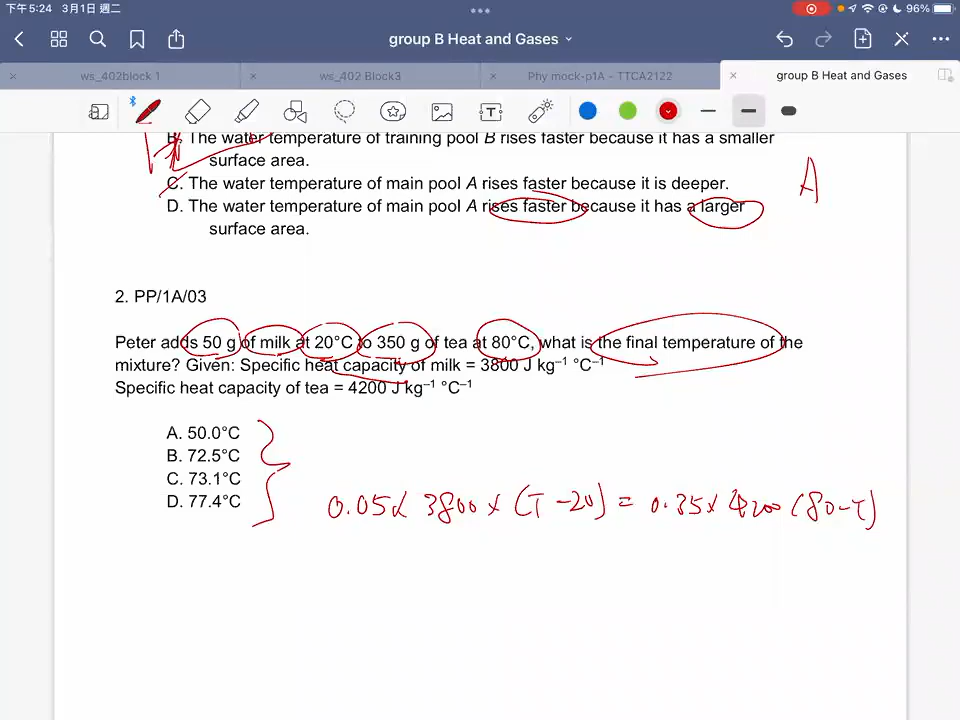 下午5:24 3月1日 週二
96%
group B Heat and Gases
ws_402block 1
ws_402 Block3
Phy mock-p1A - TTCA2122
group B Heat and Gases
B. The water temperature of training pool B rises faster because it has a smaller
surface area.
C. The water temperature of main pool A rises faster because it is deeper.
A
D. The water temperature of main pool A rises faster because it has a larger
surface area.
2. PP/1A/03
Peter adds 50 g of milk at 20°C to 350 g of tea at 80°C, what is the final temperature of the
mixture? Given: Specific heat capacity of milk = 3800 J kg⁻¹ °C⁻¹
Specific heat capacity of tea = 4200 J kg⁻¹ °C⁻¹
A. 50.0°C
B. 72.5°C
C. 73.1°C
D. 77.4°C
0.05× 3800 × (T - 20) = 0.35 × 4200 (80-T)